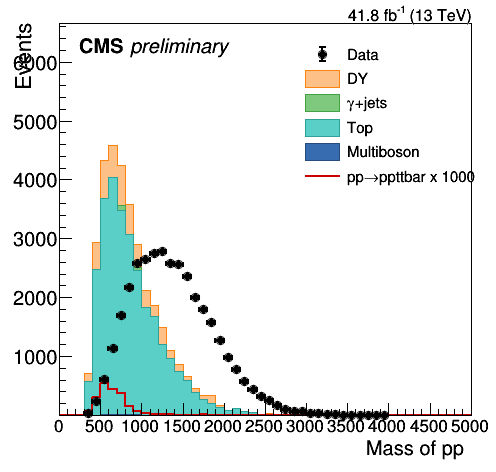 41.8 fb⁻¹ (13 TeV)
CMS preliminary
Events
Data
DY
γ+jets
Top
Multiboson
pp→ppttbar x 1000
6000
5000
4000
3000
2000
1000
0 500 1000 1500 2000 2500 3000 3500 4000 4500 5000
Mass of pp